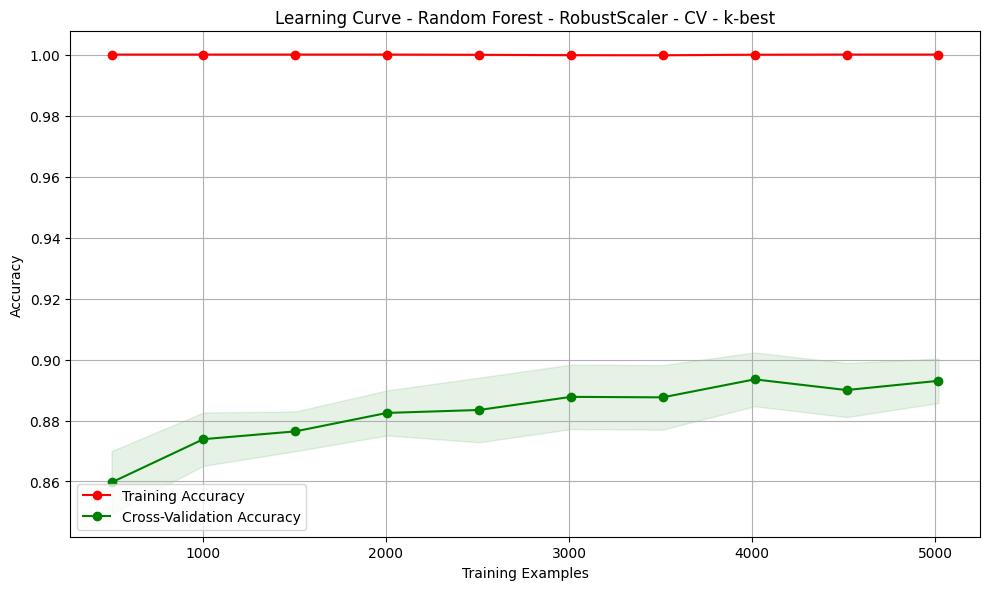 Learning Curve - Random Forest - RobustScaler - CV - k-best
1.00
0.98
0.96
0.94
0.92
0.90
0.88
0.86
Accuracy
Training Accuracy
Cross-Validation Accuracy
1000 2000 3000 4000 5000
Training Examples